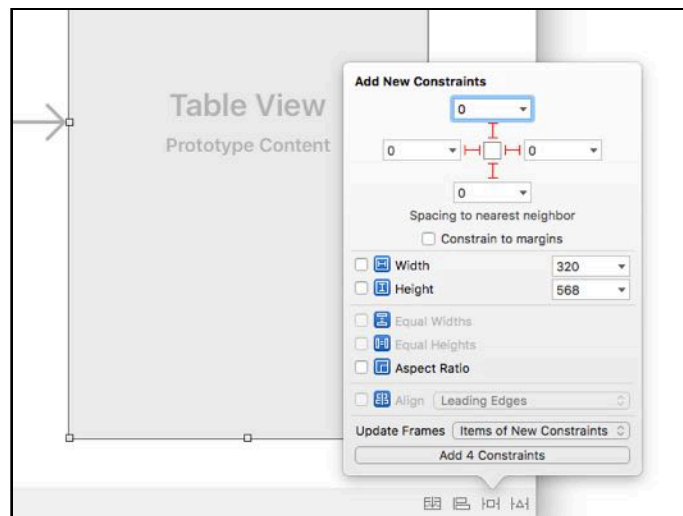 Add New Constraints
0
Table View
Prototype Content
0
0
0
Spacing to nearest neighbor
Constrain to margins
Width
320
Height
568
Equal Widths
Equal Heights
Aspect Ratio
Align
Leading Edges
Update Frames
Items of New Constraints
Add 4 Constraints